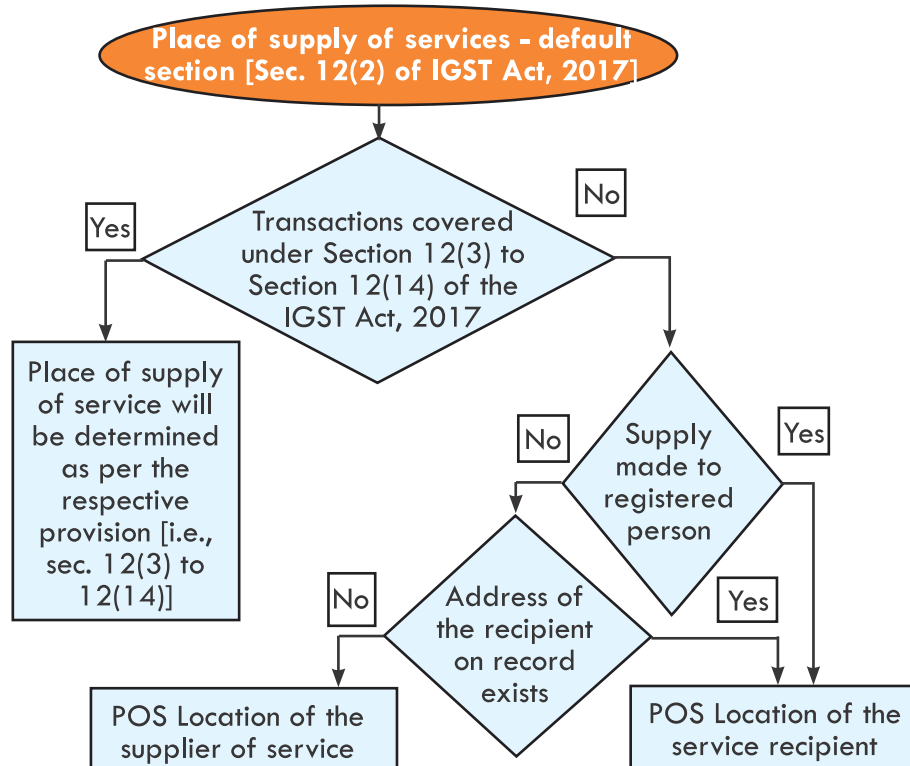 Place of supply of services - default
section [Sec. 12(2) of IGST Act, 2017]
No
Yes
Transactions covered
under Section 12(3) to
Section 12(14) of the
IGST Act, 2017
Place of supply
of service will
be determined
as per the
respective
provision [i.e.,
sec. 12(3) to
12(14)]
No
Yes
Supply
made to
registered
person
No
Yes
Address of
the recipient
on record
exists
POS Location of the
supplier of service
POS Location of the
service recipient